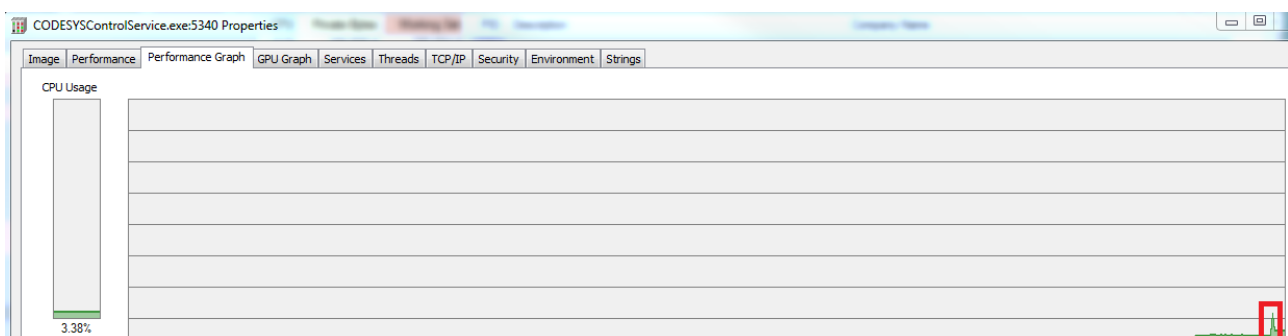 CODESYSControlService.exe:5340 Properties
Image Performance Performance Graph GPU Graph Services Threads TCP/IP Security Environment Strings
CPU Usage
3.38%